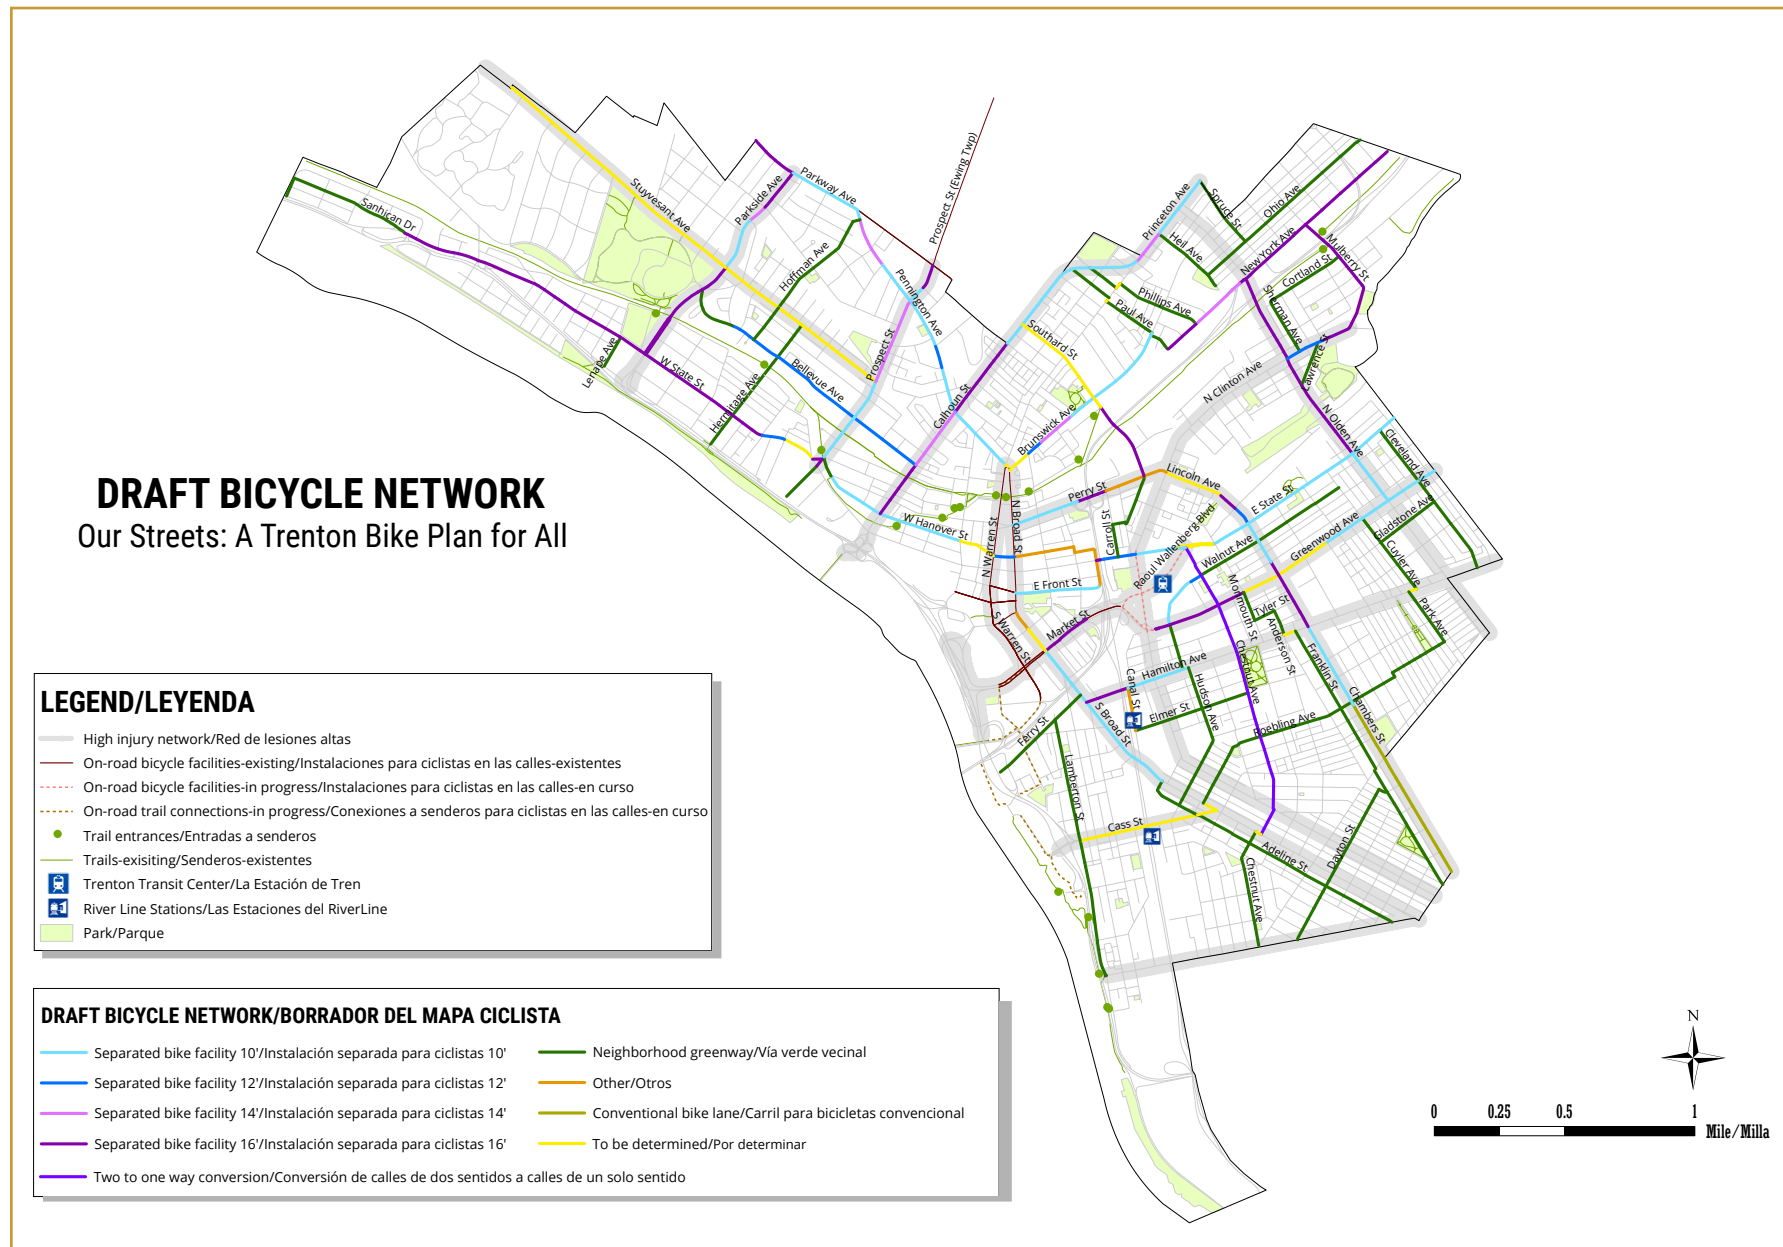 DRAFT BICYCLE NETWORK
Our Streets: A Trenton Bike Plan for All
LEGEND/LEYENDA
High injury network/Red de lesiones altas
On-road bicycle facilities-existing/Instalaciones para ciclistas en las calles-existentes
On-road bicycle facilities-in progress/Instalaciones para ciclistas en las calles-en curso
On-road trail connections-in progress/Conexiones a senderos para ciclistas en las calles-en curso
Trail entrances/Entradas a senderos
Trails-exisiting/Senderos-existentes
Trenton Transit Center/La Estación de Tren
River Line Stations/Las Estaciones del RiverLine
Park/Parque
DRAFT BICYCLE NETWORK/BORRADOR DEL MAPA CICLISTA
Separated bike facility 10'/Instalación separada para ciclistas 10'
Separated bike facility 12'/Instalación separada para ciclistas 12'
Separated bike facility 14'/Instalación separada para ciclistas 14'
Separated bike facility 16'/Instalación separada para ciclistas 16'
Two to one way conversion/Conversión de calles de dos sentidos a calles de un solo sentido
Neighborhood greenway/Vía verde vecinal
Other/Otros
Conventional bike lane/Carril para bicicletas convencional
To be determined/Por determinar
Sanhican Dr
Stuyvesant Ave
Parkside Ave
Parkway Ave
Prospect St (Ewing Twp)
Hoffman Ave
Pennington Ave
Prospect St
Lenape Ave
W State St
Hermitage Ave
Bellevue Ave
Calhoun St
Southard St
Brunswick Ave
Princeton Ave
Spruce St
Ohio Ave
Heil Ave
New York Ave
Mulberry St
Cortland St
Sherman Ave
Lawrence St
Phillips Ave
Paul Ave
N Clinton Ave
N Olden Ave
Cleveland Ave
Gladstone Ave
Cuyler Ave
Park Ave
Greenwood Ave
E State St
Walnut Ave
Lincoln Ave
Perry St
Carroll St
Raoul Wallenberg Blvd
W Hanover St
N Warren St
N Broad St
E Front St
S Warren St
Market St
Monmouth St
Tyler St
Anderson St
Chestnut Ave
Franklin St
Chambers St
Hamilton Ave
Hudson Ave
Canal St
Elmer St
Roebling Ave
S Broad St
Ferry St
Lamberton St
Cass St
Adeline St
Dayton St
Chestnut Ave
N
0
0.25
0.5
1
Mile/Milla